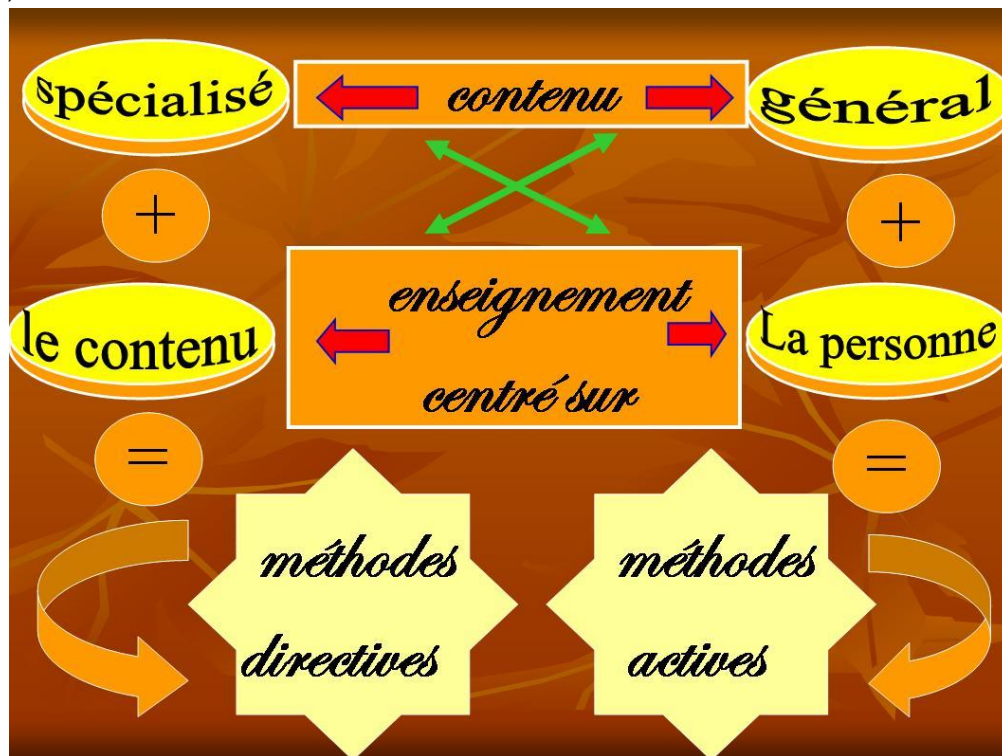 spécialisé contenu général
+ +
le contenu enseignement La personne
centré sur
= =
méthodes méthodes
directives actives